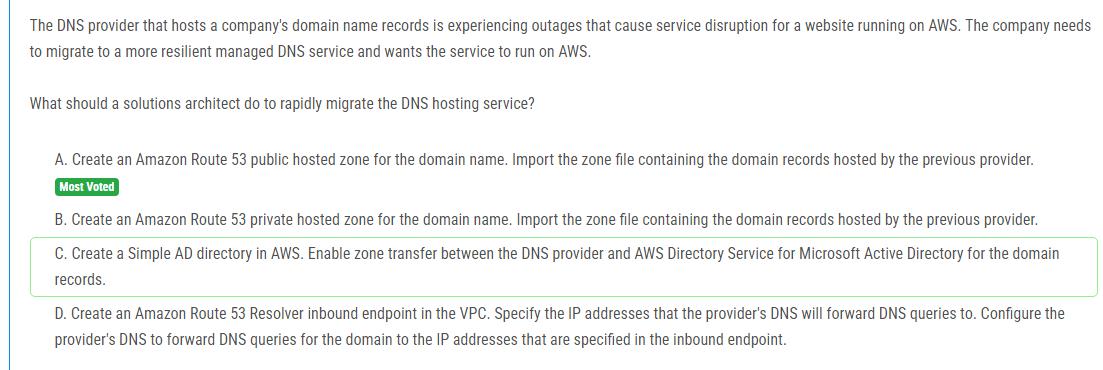 The DNS provider that hosts a company's domain name records is experiencing outages that cause service disruption for a website running on AWS. The company needs
to migrate to a more resilient managed DNS service and wants the service to run on AWS.
What should a solutions architect do to rapidly migrate the DNS hosting service?
A. Create an Amazon Route 53 public hosted zone for the domain name. Import the zone file containing the domain records hosted by the previous provider.
Most Voted
B. Create an Amazon Route 53 private hosted zone for the domain name. Import the zone file containing the domain records hosted by the previous provider.
C. Create a Simple AD directory in AWS. Enable zone transfer between the DNS provider and AWS Directory Service for Microsoft Active Directory for the domain
records.
D. Create an Amazon Route 53 Resolver inbound endpoint in the VPC. Specify the IP addresses that the provider's DNS will forward DNS queries to. Configure the
provider's DNS to forward DNS queries for the domain to the IP addresses that are specified in the inbound endpoint.